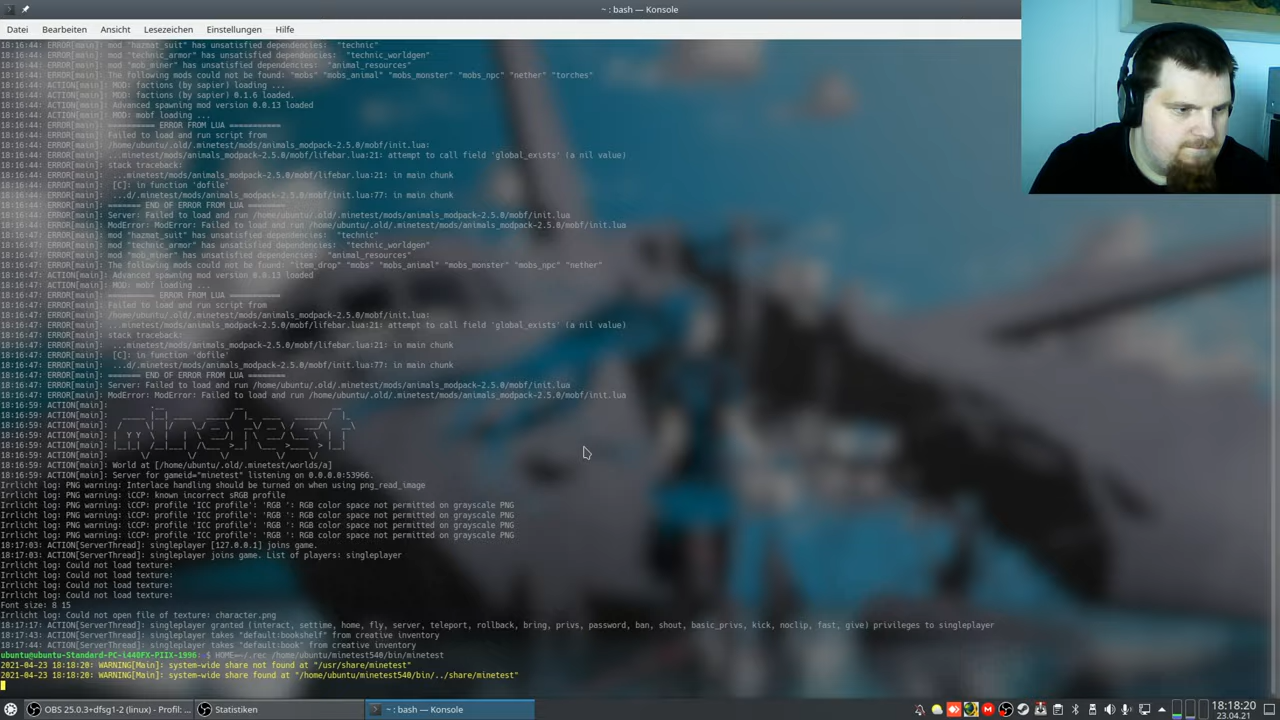 ~ : bash — Konsole
Datei Bearbeiten Ansicht Lesezeichen Einstellungen Hilfe
18:16:44: ERROR[main]: mod "hazmat_suit" has unsatisfied dependencies:  "technic"
18:16:44: ERROR[main]: mod "technic_armor" has unsatisfied dependencies:  "technic_worldgen"
18:16:44: ERROR[main]: mod "mob_miner" has unsatisfied dependencies:  "animal_resources"
18:16:44: ERROR[main]: The following mods could not be found: "mobs" "mobs_animal" "mobs_monster" "mobs_npc" "nether" "torches"
18:16:44: ACTION[main]: MOD: factions (by sapier) loading ...
18:16:44: ACTION[main]: MOD: factions (by sapier) 0.1.6 loaded.
18:16:44: ACTION[main]: Advanced spawning mod version 0.0.13 loaded
18:16:44: ACTION[main]: MOD: mobf loading ...
18:16:44: ERROR[main]: ========== ERROR FROM LUA ===========
18:16:44: ERROR[main]: Failed to load and run script from
18:16:44: ERROR[main]: /home/ubuntu/.old/.minetest/mods/animals_modpack-2.5.0/mobf/init.lua:
18:16:44: ERROR[main]: ...minetest/mods/animals_modpack-2.5.0/mobf/lifebar.lua:21: attempt to call field 'global_exists' (a nil value)
18:16:44: ERROR[main]: stack traceback:
18:16:44: ERROR[main]:  ...minetest/mods/animals_modpack-2.5.0/mobf/lifebar.lua:21: in main chunk
18:16:44: ERROR[main]:  [C]: in function 'dofile'
18:16:44: ERROR[main]:  ...d/.minetest/mods/animals_modpack-2.5.0/mobf/init.lua:77: in main chunk
18:16:44: ERROR[main]: ======= END OF ERROR FROM LUA ========
18:16:44: ERROR[main]: Server: Failed to load and run /home/ubuntu/.old/.minetest/mods/animals_modpack-2.5.0/mobf/init.lua
18:16:44: ERROR[main]: ModError: ModError: Failed to load and run /home/ubuntu/.old/.minetest/mods/animals_modpack-2.5.0/mobf/init.lua
18:16:47: ERROR[main]: mod "hazmat_suit" has unsatisfied dependencies:  "technic"
18:16:47: ERROR[main]: mod "technic_armor" has unsatisfied dependencies:  "technic_worldgen"
18:16:47: ERROR[main]: mod "mob_miner" has unsatisfied dependencies:  "animal_resources"
18:16:47: ERROR[main]: The following mods could not be found: "item_drop" "mobs" "mobs_animal" "mobs_monster" "mobs_npc" "nether"
18:16:47: ACTION[main]: Advanced spawning mod version 0.0.13 loaded
18:16:47: ACTION[main]: MOD: mobf loading ...
18:16:47: ERROR[main]: ========== ERROR FROM LUA ===========
18:16:47: ERROR[main]: Failed to load and run script from
18:16:47: ERROR[main]: /home/ubuntu/.old/.minetest/mods/animals_modpack-2.5.0/mobf/init.lua:
18:16:47: ERROR[main]: ...minetest/mods/animals_modpack-2.5.0/mobf/lifebar.lua:21: attempt to call field 'global_exists' (a nil value)
18:16:47: ERROR[main]: stack traceback:
18:16:47: ERROR[main]:  ...minetest/mods/animals_modpack-2.5.0/mobf/lifebar.lua:21: in main chunk
18:16:47: ERROR[main]:  [C]: in function 'dofile'
18:16:47: ERROR[main]:  ...d/.minetest/mods/animals_modpack-2.5.0/mobf/init.lua:77: in main chunk
18:16:47: ERROR[main]: ======= END OF ERROR FROM LUA ========
18:16:47: ERROR[main]: Server: Failed to load and run /home/ubuntu/.old/.minetest/mods/animals_modpack-2.5.0/mobf/init.lua
18:16:47: ERROR[main]: ModError: ModError: Failed to load and run /home/ubuntu/.old/.minetest/mods/animals_modpack-2.5.0/mobf/init.lua
18:16:59: ACTION[main]:
18:16:59: ACTION[main]:
18:16:59: ACTION[main]:
18:16:59: ACTION[main]:
18:16:59: ACTION[main]:
18:16:59: ACTION[main]:
18:16:59: ACTION[main]: World at [/home/ubuntu/.old/.minetest/worlds/a]
18:16:59: ACTION[main]: Server for gameid="minetest" listening on 0.0.0.0:53966.
Irrlicht log: PNG warning: Interlace handling should be turned on when using png_read_image
Irrlicht log: PNG warning: iCCP: known incorrect sRGB profile
Irrlicht log: PNG warning: iCCP: profile 'ICC profile': 'RGB ': RGB color space not permitted on grayscale PNG
Irrlicht log: PNG warning: iCCP: profile 'ICC profile': 'RGB ': RGB color space not permitted on grayscale PNG
Irrlicht log: PNG warning: iCCP: profile 'ICC profile': 'RGB ': RGB color space not permitted on grayscale PNG
Irrlicht log: PNG warning: iCCP: profile 'ICC profile': 'RGB ': RGB color space not permitted on grayscale PNG
18:17:03: ACTION[ServerThread]: singleplayer [127.0.0.1] joins game.
18:17:03: ACTION[ServerThread]: singleplayer joins game. List of players: singleplayer
Irrlicht log: Could not load texture:
Irrlicht log: Could not load texture:
Irrlicht log: Could not load texture:
Irrlicht log: Could not load texture:
Font size: 8 15
Irrlicht log: Could not open file of texture: character.png
18:17:17: ACTION[ServerThread]: singleplayer granted (interact, settime, home, fly, server, teleport, rollback, bring, privs, password, ban, shout, basic_privs, kick, noclip, fast, give) privileges to singleplayer
18:17:43: ACTION[ServerThread]: singleplayer takes "default:bookshelf" from creative inventory
18:17:44: ACTION[ServerThread]: singleplayer takes "default:book" from creative inventory
ubuntu@ubuntu-Standard-PC-i440FX-PIIX-1996:~$ HOME=~/.rec /home/ubuntu/minetest540/bin/minetest
2021-04-23 18:18:20: WARNING[Main]: system-wide share not found at "/usr/share/minetest"
2021-04-23 18:18:20: WARNING[Main]: system-wide share found at "/home/ubuntu/minetest540/bin/../share/minetest"
OBS 25.0.3+dfsg1-2 (linux) - Profil: ... Statistiken ~ : bash — Konsole 18:18:20
23.04.21